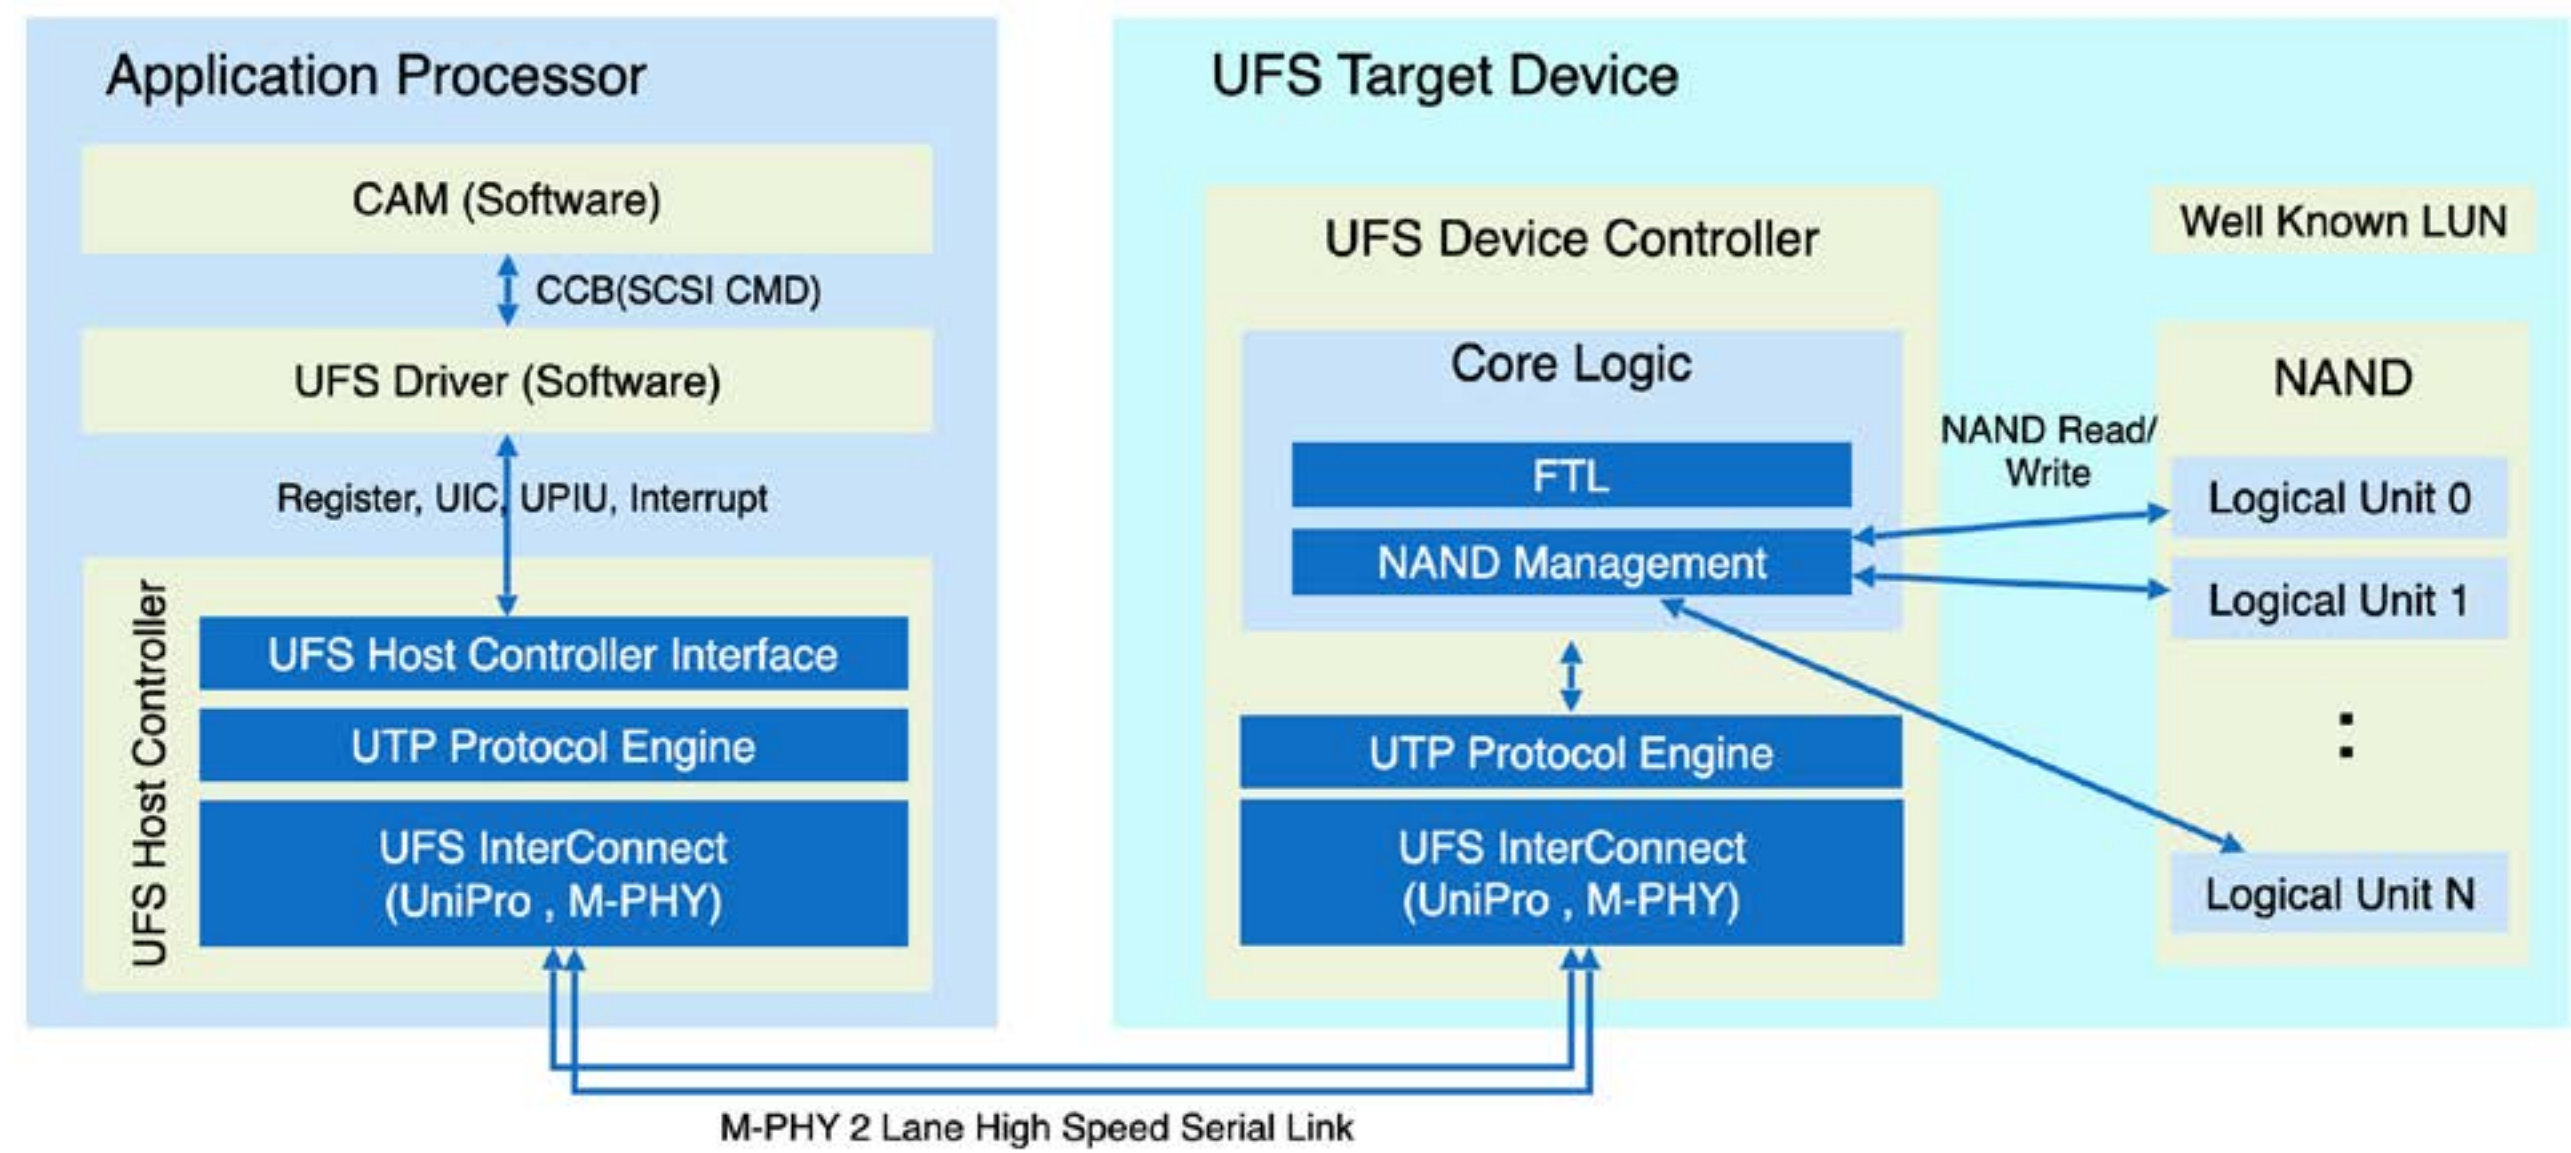 Application Processor
CAM (Software)
CCB(SCSI CMD)
UFS Driver (Software)
Register, UIC, UPIU, Interrupt
UFS Host Controller
UFS Host Controller Interface
UTP Protocol Engine
UFS InterConnect
(UniPro , M-PHY)
UFS Target Device
UFS Device Controller
Core Logic
FTL
NAND Management
UTP Protocol Engine
UFS InterConnect
(UniPro , M-PHY)
NAND Read/
Write
Well Known LUN
NAND
Logical Unit 0
Logical Unit 1
:
Logical Unit N
M-PHY 2 Lane High Speed Serial Link